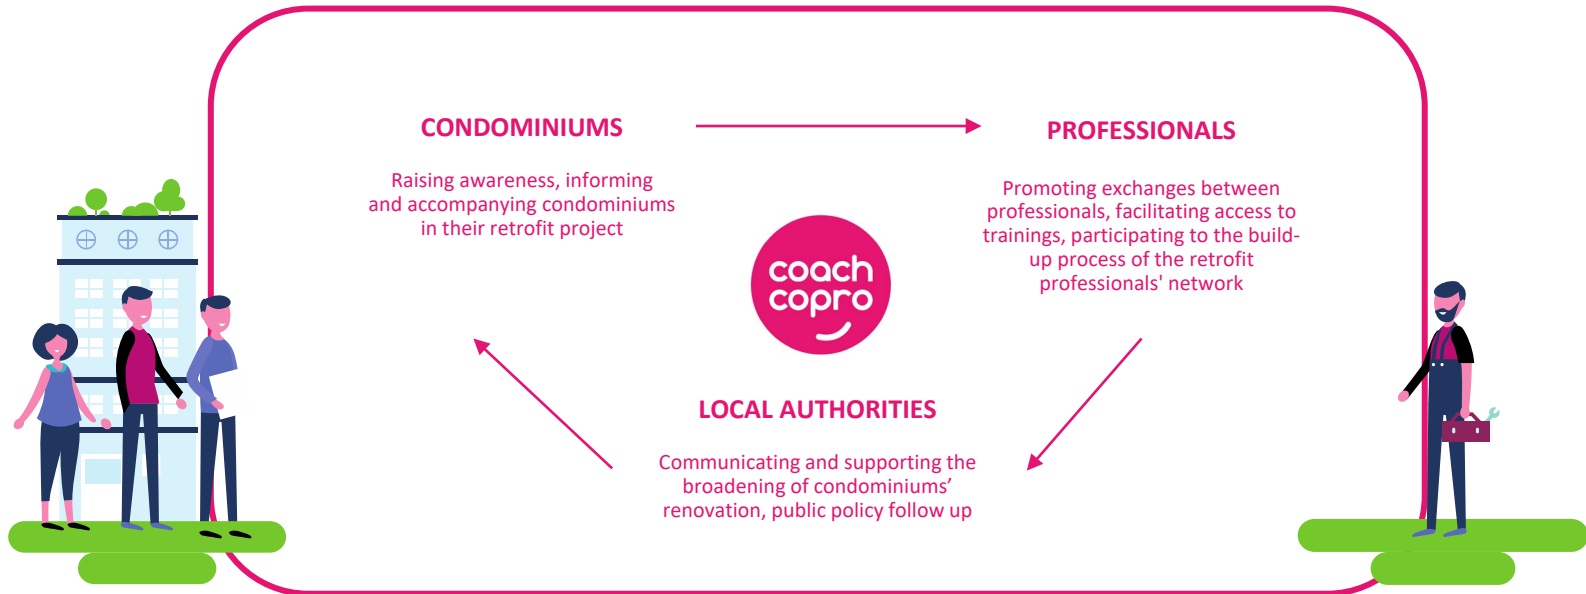 CONDOMINIUMS
Raising awareness, informing
and accompanying condominiums
in their retrofit project
PROFESSIONALS
Promoting exchanges between
professionals, facilitating access to
trainings, participating to the build-
up process of the retrofit
professionals' network
coach
copro
LOCAL AUTHORITIES
Communicating and supporting the
broadening of condominiums’
renovation, public policy follow up